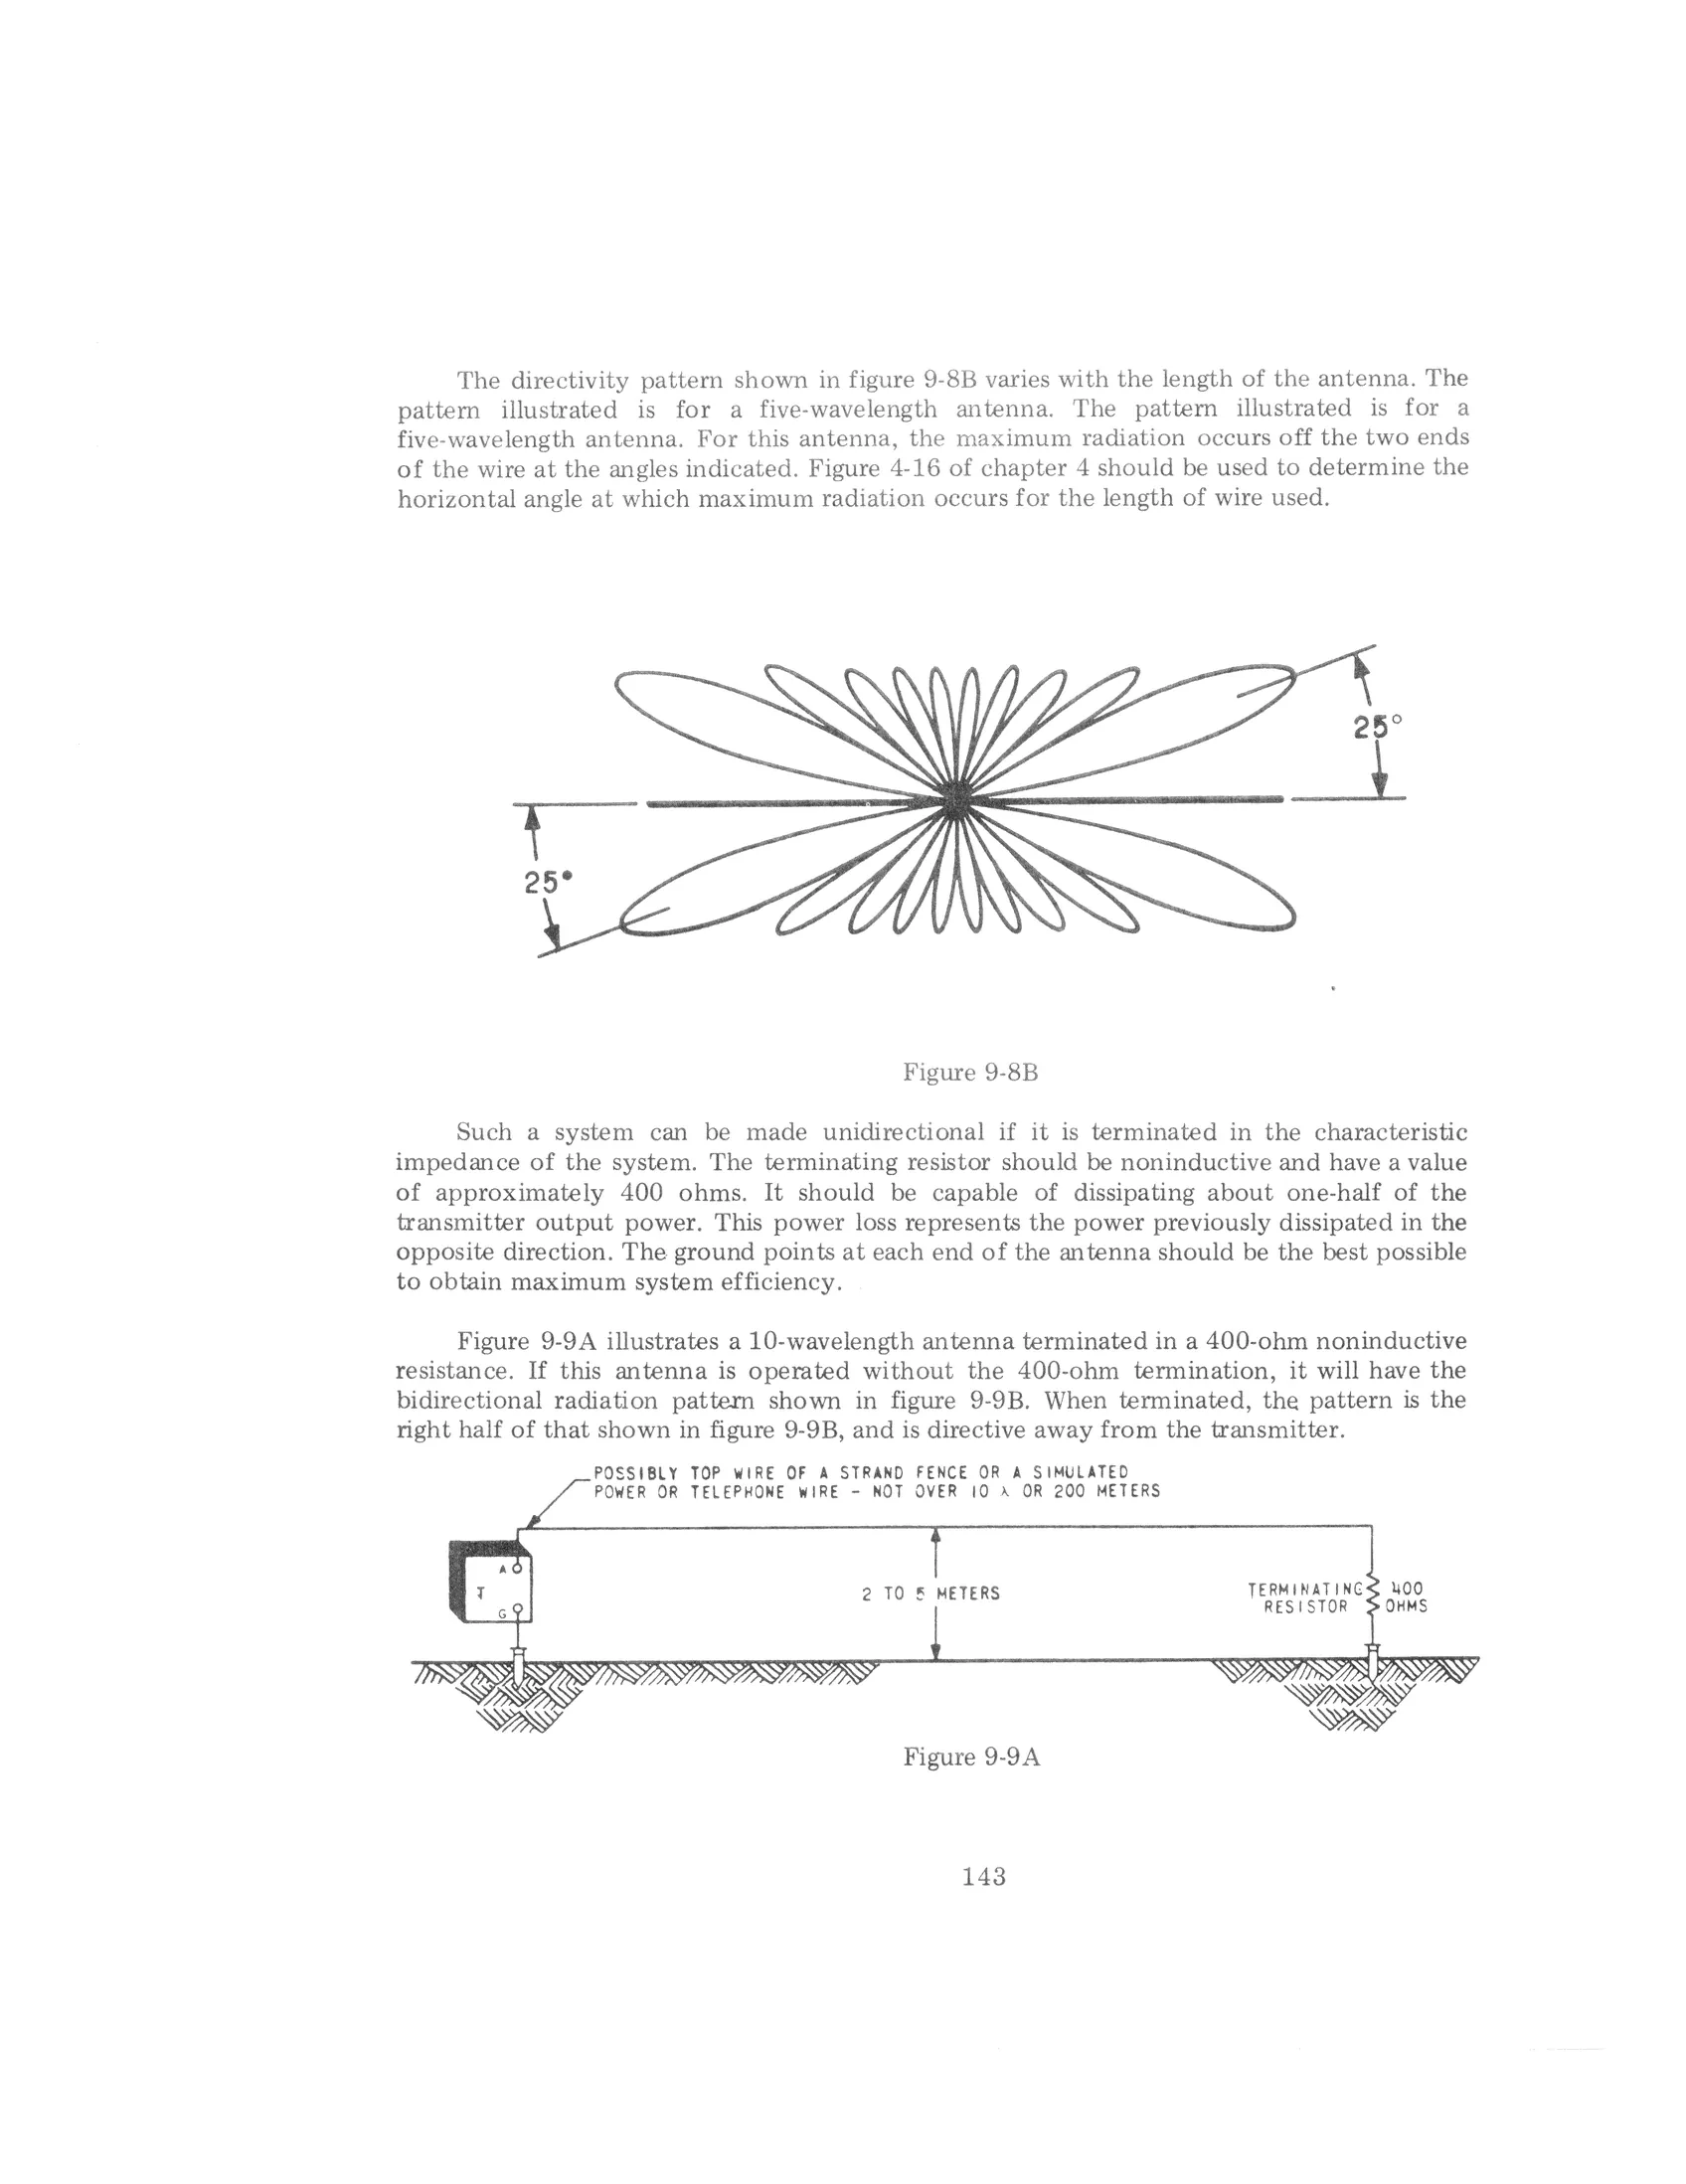 The directivity pattern shown in figure 9-8B varies with the length of the antenna. The
pattern illustrated is for a five-wavelength antenna. The pattern illustrated is for a
five-wavelength antenna. For this antenna, the maximum radiation occurs off the two ends
of the wire at the angles indicated. Figure 4-16 of chapter 4 should be used to determine the
horizontal angle at which maximum radiation occurs for the length of wire used.
25°
25°
Figure 9-8B
Such a system can be made unidirectional if it is terminated in the characteristic
impedance of the system. The terminating resistor should be noninductive and have a value
of approximately 400 ohms. It should be capable of dissipating about one-half of the
transmitter output power. This power loss represents the power previously dissipated in the
opposite direction. The ground points at each end of the antenna should be the best possible
to obtain maximum system efficiency.
Figure 9-9A illustrates a 10-wavelength antenna terminated in a 400-ohm noninductive
resistance. If this antenna is operated without the 400-ohm termination, it will have the
bidirectional radiation pattern shown in figure 9-9B. When terminated, the pattern is the
right half of that shown in figure 9-9B, and is directive away from the transmitter.
POSSIBLY TOP WIRE OF A STRAND FENCE OR A SIMULATED
POWER OR TELEPHONE WIRE - NOT OVER 10 λ OR 200 METERS
A
T
G
2 TO 5 METERS
TERMINATING 400
RESISTOR OHMS
Figure 9-9A
143